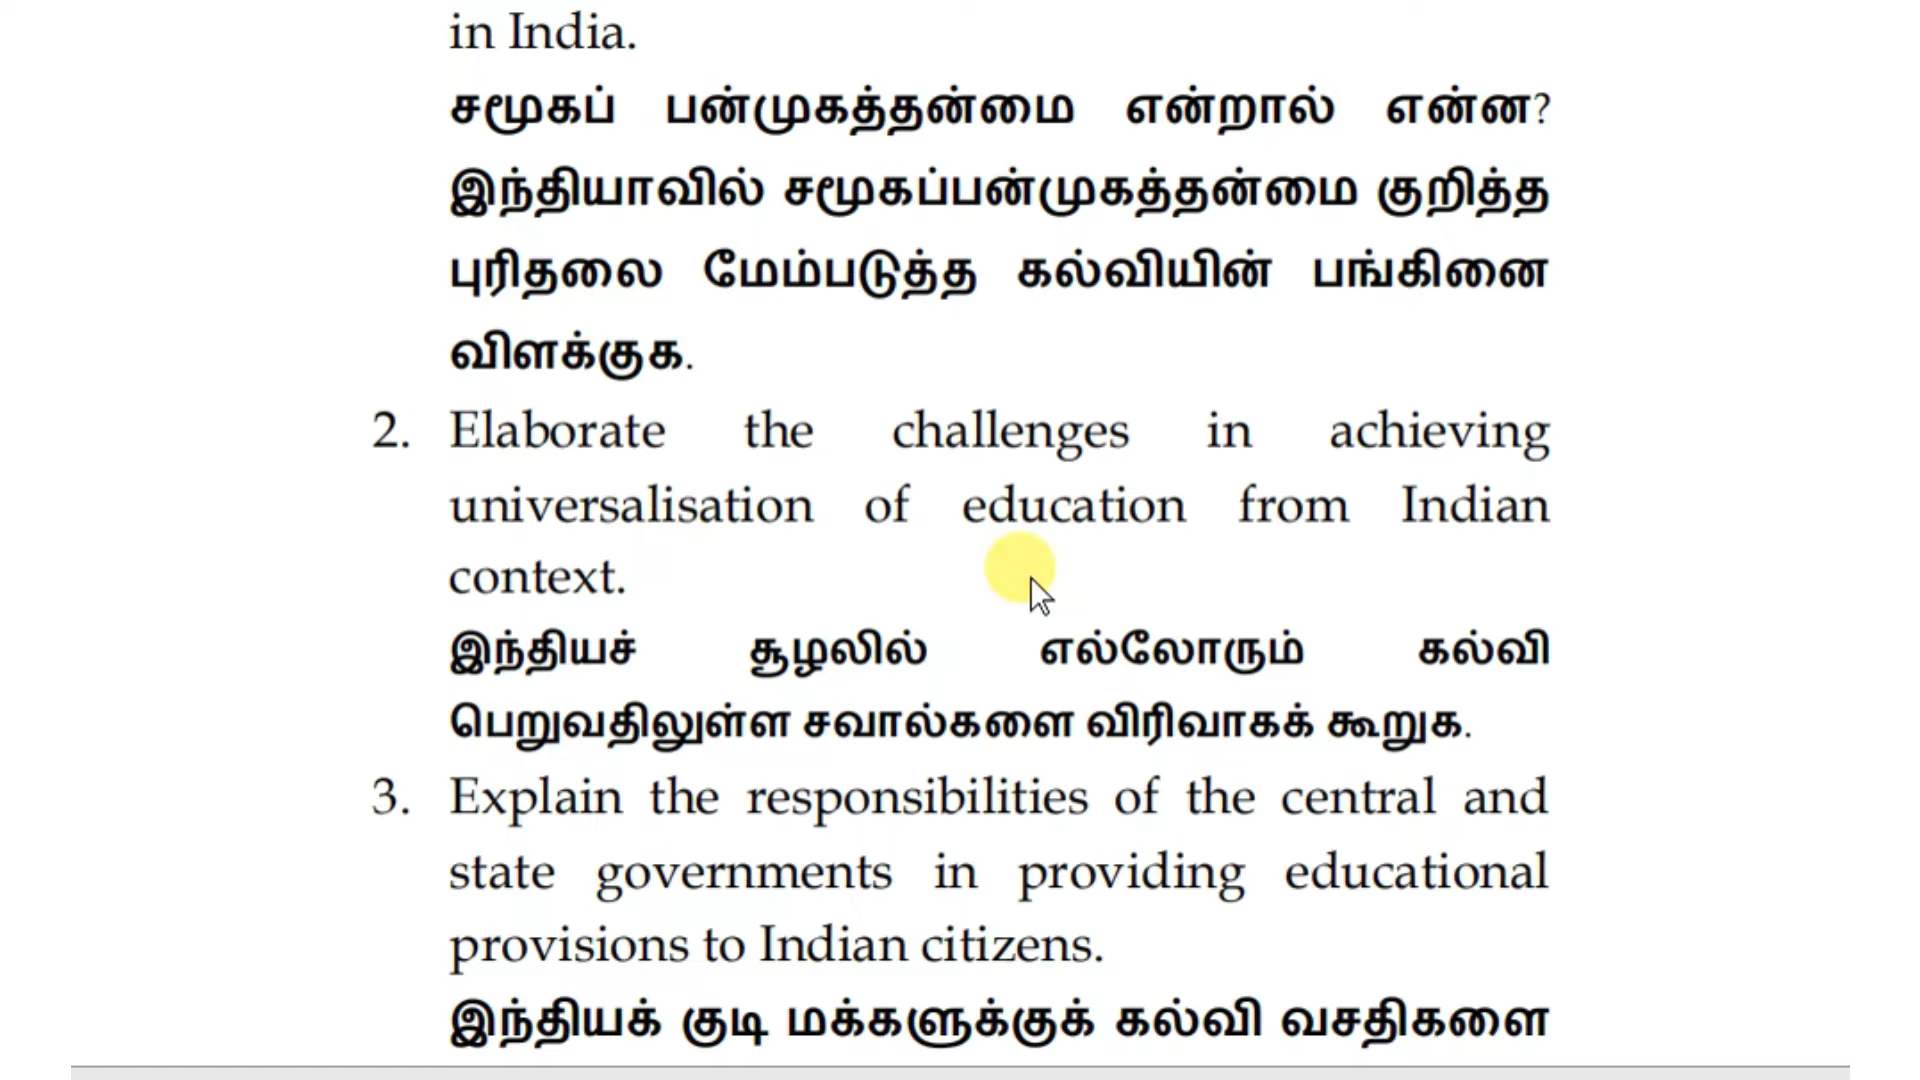 in India.
சமூகப் பன்முகத்தன்மை என்றால் என்ன?
இந்தியாவில் சமூகப்பன்முகத்தன்மை குறித்த
புரிதலை மேம்படுத்த கல்வியின் பங்கினை
விளக்குக.
2. Elaborate the challenges in achieving
universalisation of education from Indian
context.
இந்தியச் சூழலில் எல்லோரும் கல்வி
பெறுவதிலுள்ள சவால்களை விரிவாகக் கூறுக.
3. Explain the responsibilities of the central and
state governments in providing educational
provisions to Indian citizens.
இந்தியக் குடி மக்களுக்குக் கல்வி வசதிகளை